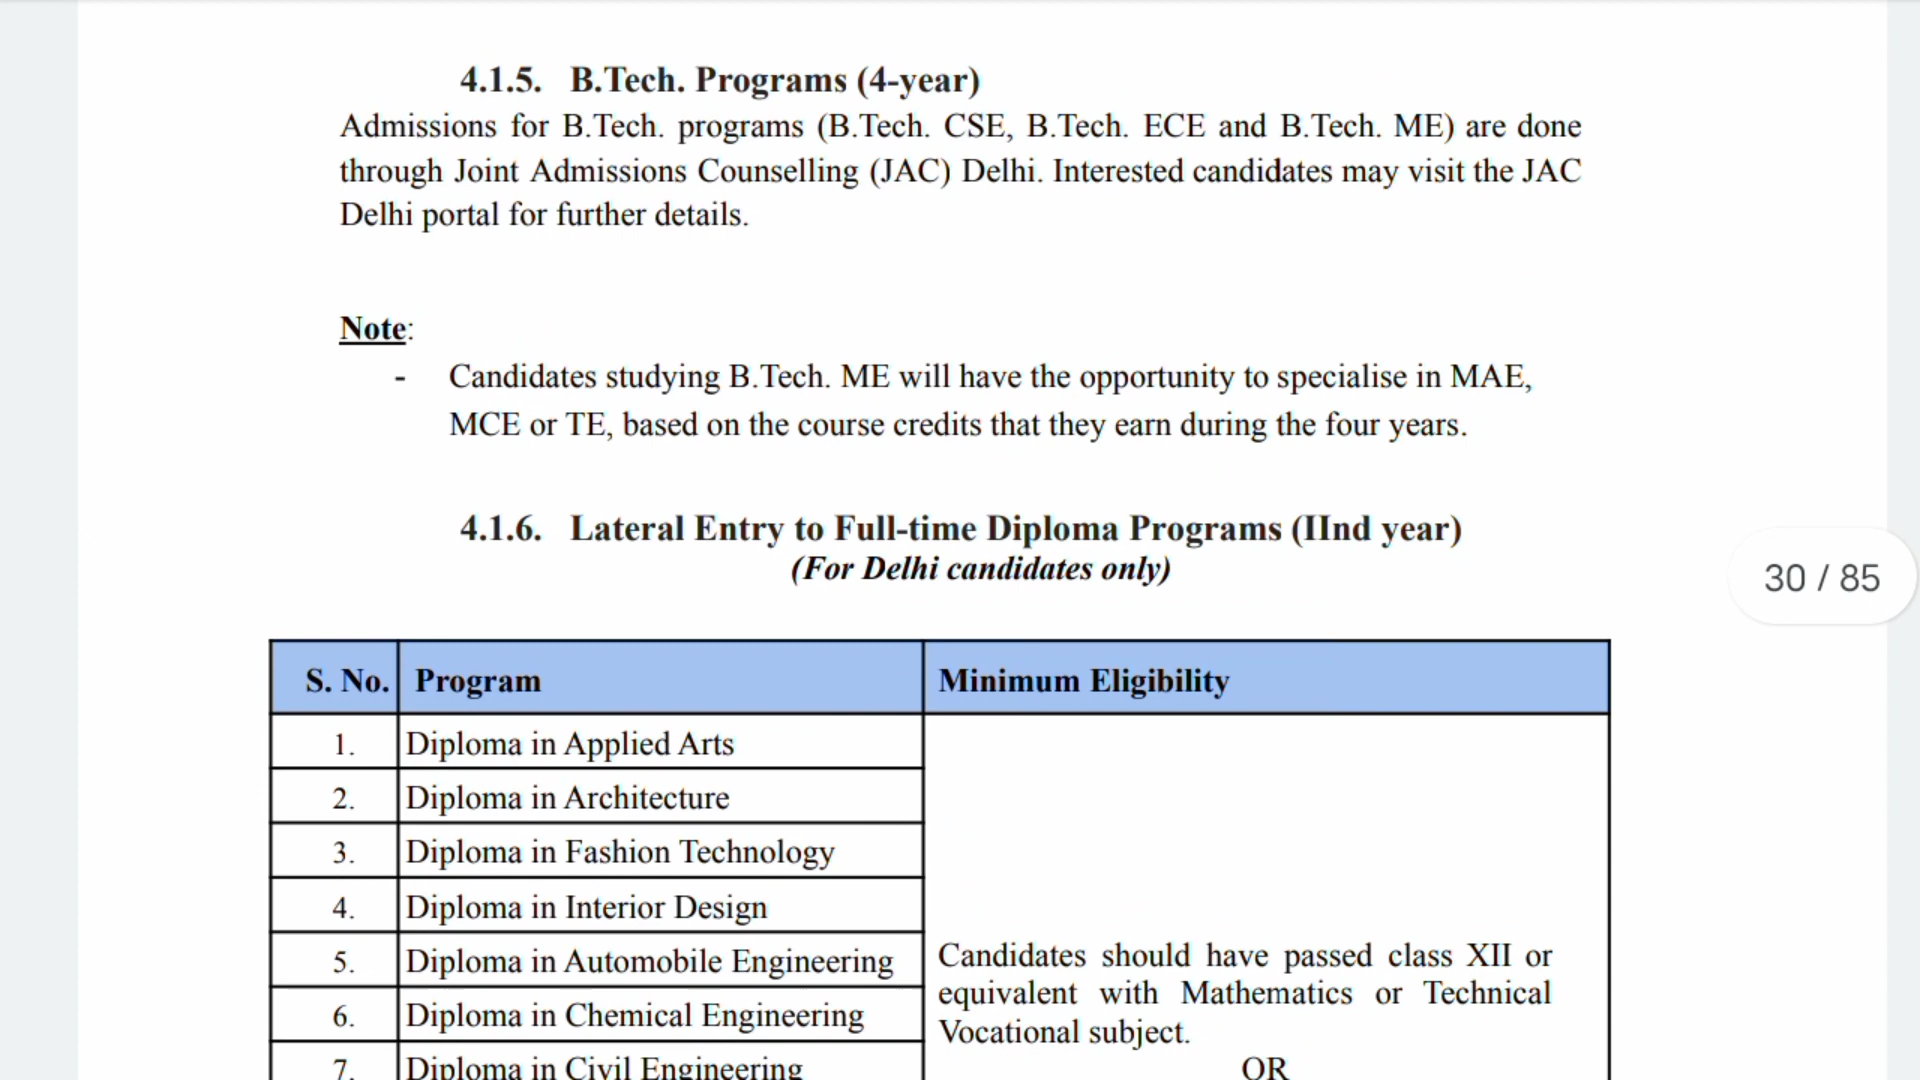 4.1.5. B.Tech. Programs (4-year)
Admissions for B.Tech. programs (B.Tech. CSE, B.Tech. ECE and B.Tech. ME) are done
through Joint Admissions Counselling (JAC) Delhi. Interested candidates may visit the JAC
Delhi portal for further details.
Note:
- Candidates studying B.Tech. ME will have the opportunity to specialise in MAE,
MCE or TE, based on the course credits that they earn during the four years.
4.1.6. Lateral Entry to Full-time Diploma Programs (IInd year)
(For Delhi candidates only)
30 / 85
S. No. Program Minimum Eligibility
1. Diploma in Applied Arts
2. Diploma in Architecture
3. Diploma in Fashion Technology
4. Diploma in Interior Design
5. Diploma in Automobile Engineering
6. Diploma in Chemical Engineering
7. Diploma in Civil Engineering
Candidates should have passed class XII or
equivalent with Mathematics or Technical
Vocational subject.
OR